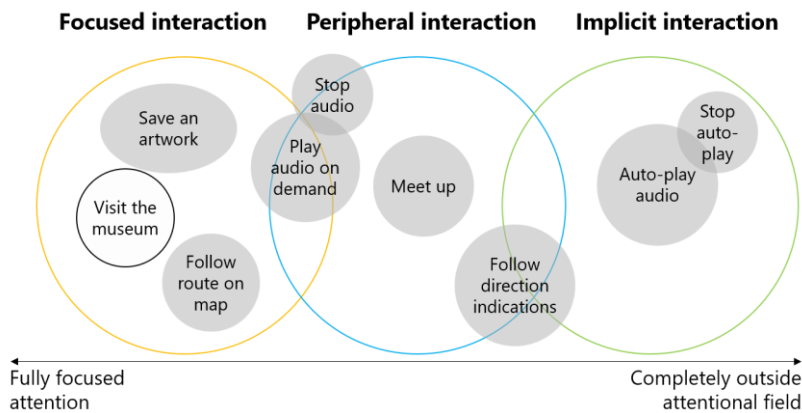 Focused interaction
Peripheral interaction
Implicit interaction
Save an
artwork
Visit the
museum
Follow
route on
map
Stop
audio
Play
audio on
demand
Meet up
Follow
direction
indications
Stop
auto-
play
Auto-play
audio
Fully focused
attention
Completely outside
attentional field